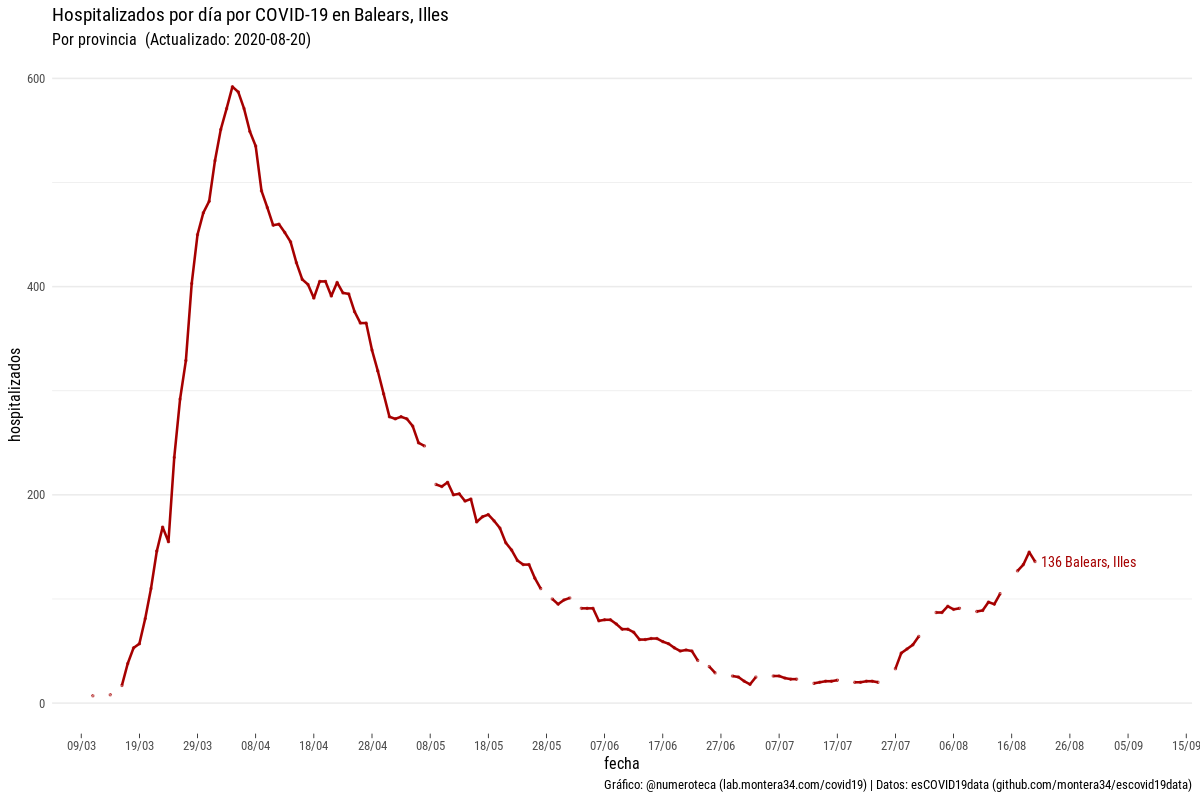 Hospitalizados por día por COVID-19 en Balears, Illes
Por provincia  (Actualizado: 2020-08-20)
hospitalizados
600
400
200
0
136 Balears, Illes
09/03 19/03 29/03 08/04 18/04 28/04 08/05 18/05 28/05 07/06 17/06 27/06 07/07 17/07 27/07 06/08 16/08 26/08 05/09 15/09
fecha
Gráfico: @numeroteca (lab.montera34.com/covid19) | Datos: esCOVID19data (github.com/montera34/escovid19data)